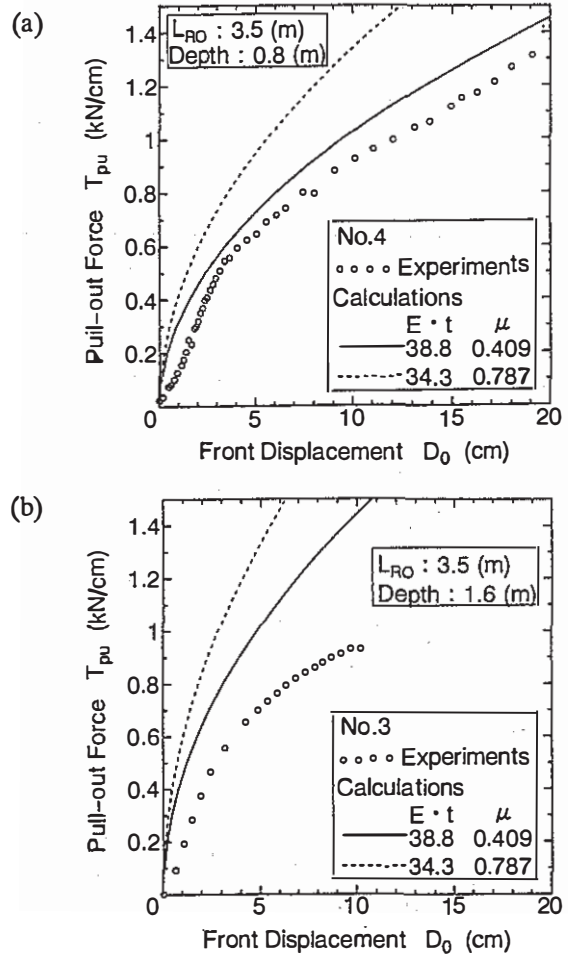 (a)
L_RO : 3.5 (m)
Depth : 0.8 (m)
1.4
1.2
1
0.8
0.6
0.4
0.2
0 5 10 15 20
Pull-out Force T_pu (kN/cm)
Front Displacement D_0 (cm)
No.4
Experiments
Calculations
E・t μ
38.8 0.409
34.3 0.787
(b)
L_RO : 3.5 (m)
Depth : 1.6 (m)
1.4
1.2
1
0.8
0.6
0.4
0.2
0 5 10 15 20
Pull-out Force T_pu (kN/cm)
Front Displacement D_0 (cm)
No.3
Experiments
Calculations
E・t μ
38.8 0.409
34.3 0.787